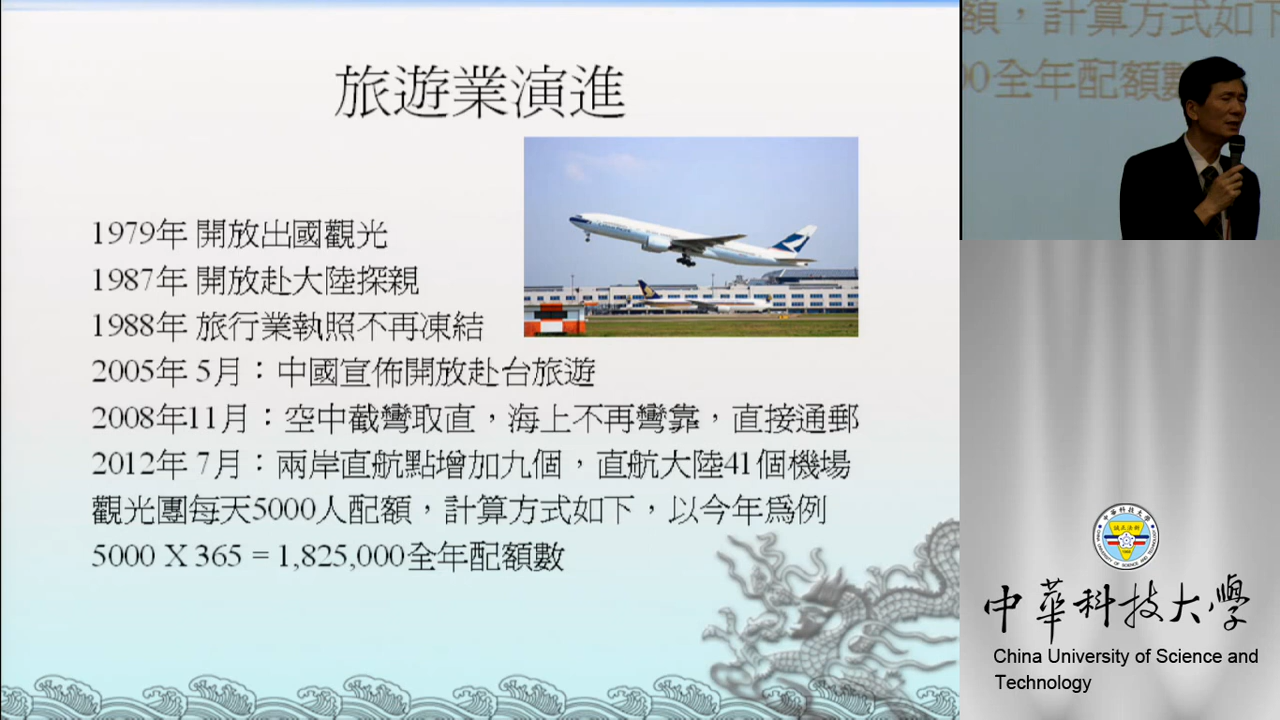 旅遊業演進
1979年 開放出國觀光
1987年 開放赴大陸探親
1988年 旅行業執照不再凍結
2005年 5月：中國宣佈開放赴台旅遊
2008年11月：空中截彎取直，海上不再彎靠，直接通郵
2012年 7月：兩岸直航點增加九個，直航大陸41個機場
觀光團每天5000人配額，計算方式如下，以今年為例
5000 X 365 = 1,825,000全年配額數
額，計算方式如下
00全年配額數
中華科技大學
China University of Science and
Technology